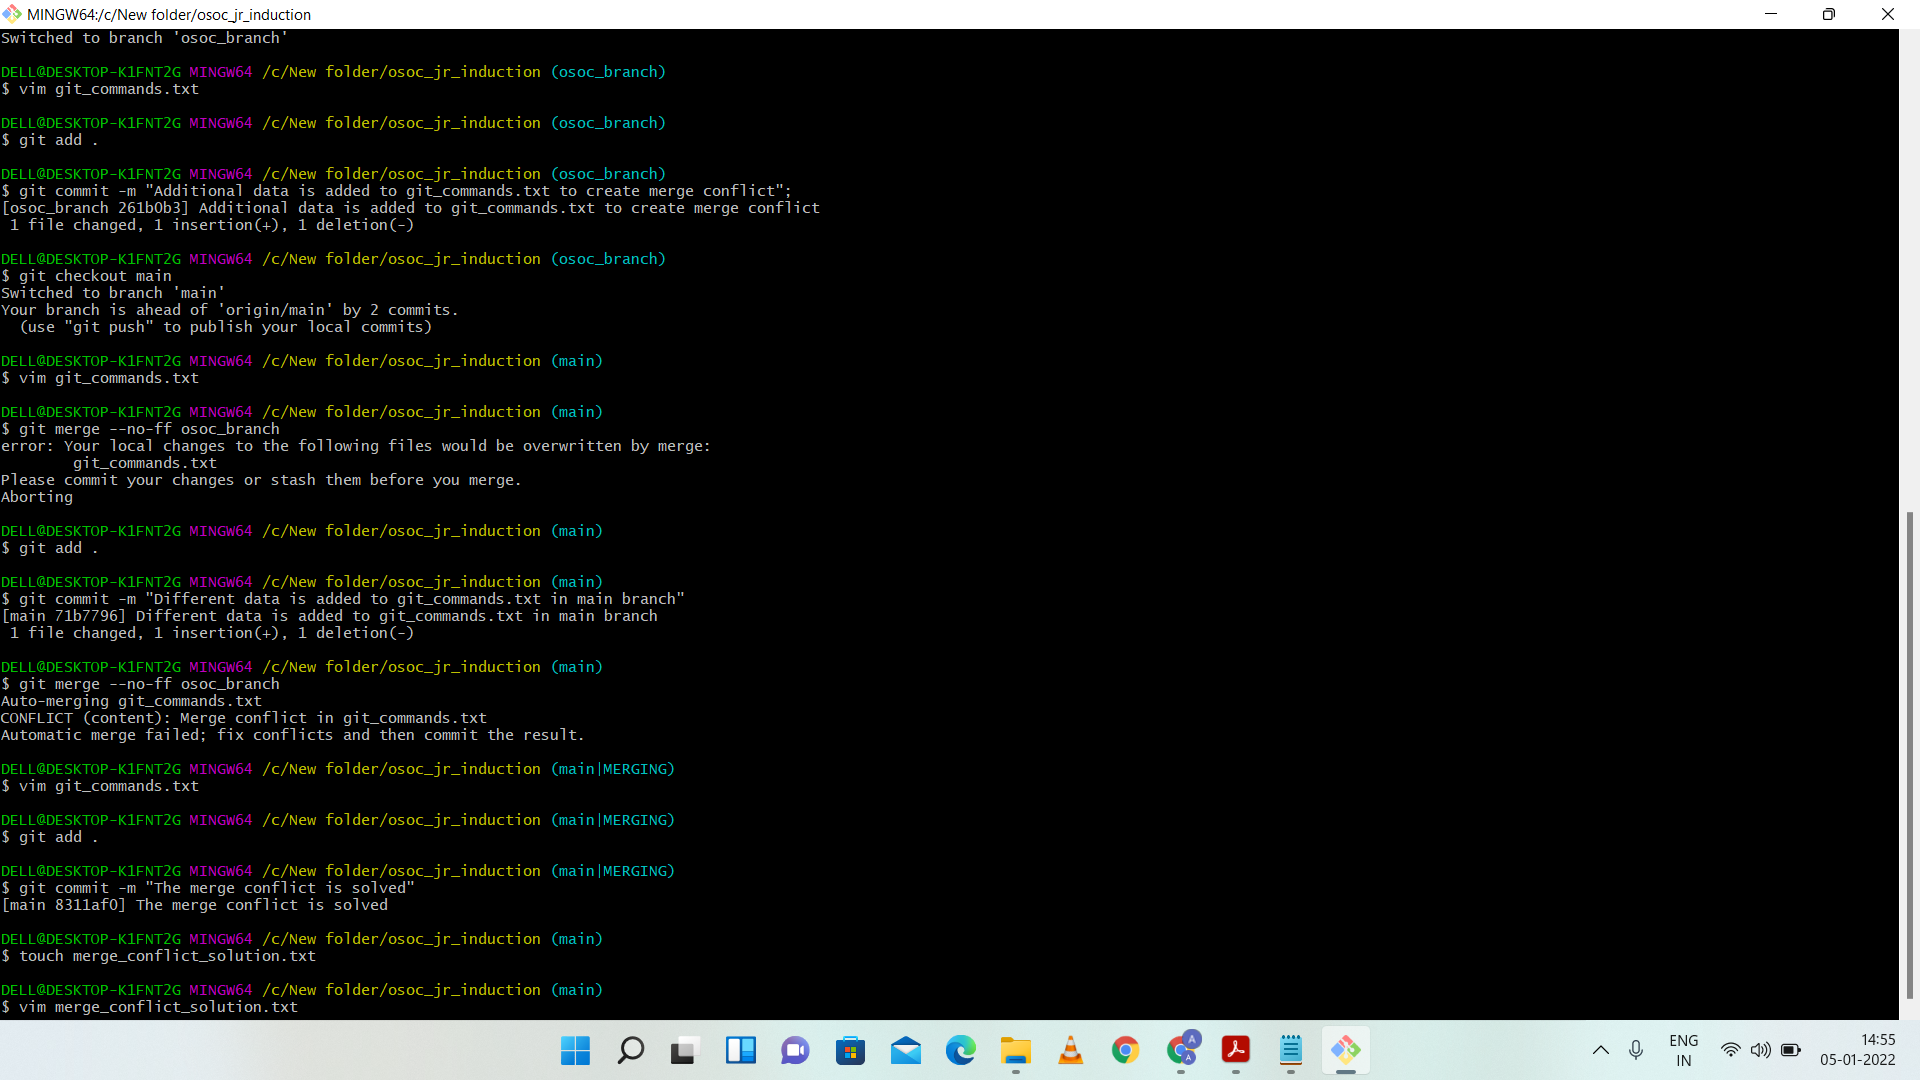 MINGW64:/c/New folder/osoc_jr_induction
Switched to branch 'osoc_branch'
DELL@DESKTOP-K1FNT2G MINGW64 /c/New folder/osoc_jr_induction (osoc_branch)
$ vim git_commands.txt
DELL@DESKTOP-K1FNT2G MINGW64 /c/New folder/osoc_jr_induction (osoc_branch)
$ git add .
DELL@DESKTOP-K1FNT2G MINGW64 /c/New folder/osoc_jr_induction (osoc_branch)
$ git commit -m "Additional data is added to git_commands.txt to create merge conflict";
[osoc_branch 261b0b3] Additional data is added to git_commands.txt to create merge conflict
 1 file changed, 1 insertion(+), 1 deletion(-)
DELL@DESKTOP-K1FNT2G MINGW64 /c/New folder/osoc_jr_induction (osoc_branch)
$ git checkout main
Switched to branch 'main'
Your branch is ahead of 'origin/main' by 2 commits.
  (use "git push" to publish your local commits)
DELL@DESKTOP-K1FNT2G MINGW64 /c/New folder/osoc_jr_induction (main)
$ vim git_commands.txt
DELL@DESKTOP-K1FNT2G MINGW64 /c/New folder/osoc_jr_induction (main)
$ git merge --no-ff osoc_branch
error: Your local changes to the following files would be overwritten by merge:
        git_commands.txt
Please commit your changes or stash them before you merge.
Aborting
DELL@DESKTOP-K1FNT2G MINGW64 /c/New folder/osoc_jr_induction (main)
$ git add .
DELL@DESKTOP-K1FNT2G MINGW64 /c/New folder/osoc_jr_induction (main)
$ git commit -m "Different data is added to git_commands.txt in main branch"
[main 71b7796] Different data is added to git_commands.txt in main branch
 1 file changed, 1 insertion(+), 1 deletion(-)
DELL@DESKTOP-K1FNT2G MINGW64 /c/New folder/osoc_jr_induction (main)
$ git merge --no-ff osoc_branch
Auto-merging git_commands.txt
CONFLICT (content): Merge conflict in git_commands.txt
Automatic merge failed; fix conflicts and then commit the result.
DELL@DESKTOP-K1FNT2G MINGW64 /c/New folder/osoc_jr_induction (main|MERGING)
$ vim git_commands.txt
DELL@DESKTOP-K1FNT2G MINGW64 /c/New folder/osoc_jr_induction (main|MERGING)
$ git add .
DELL@DESKTOP-K1FNT2G MINGW64 /c/New folder/osoc_jr_induction (main|MERGING)
$ git commit -m "The merge conflict is solved"
[main 8311af0] The merge conflict is solved
DELL@DESKTOP-K1FNT2G MINGW64 /c/New folder/osoc_jr_induction (main)
$ touch merge_conflict_solution.txt
DELL@DESKTOP-K1FNT2G MINGW64 /c/New folder/osoc_jr_induction (main)
$ vim merge_conflict_solution.txt
A
A
ENG
IN
14:55
05-01-2022